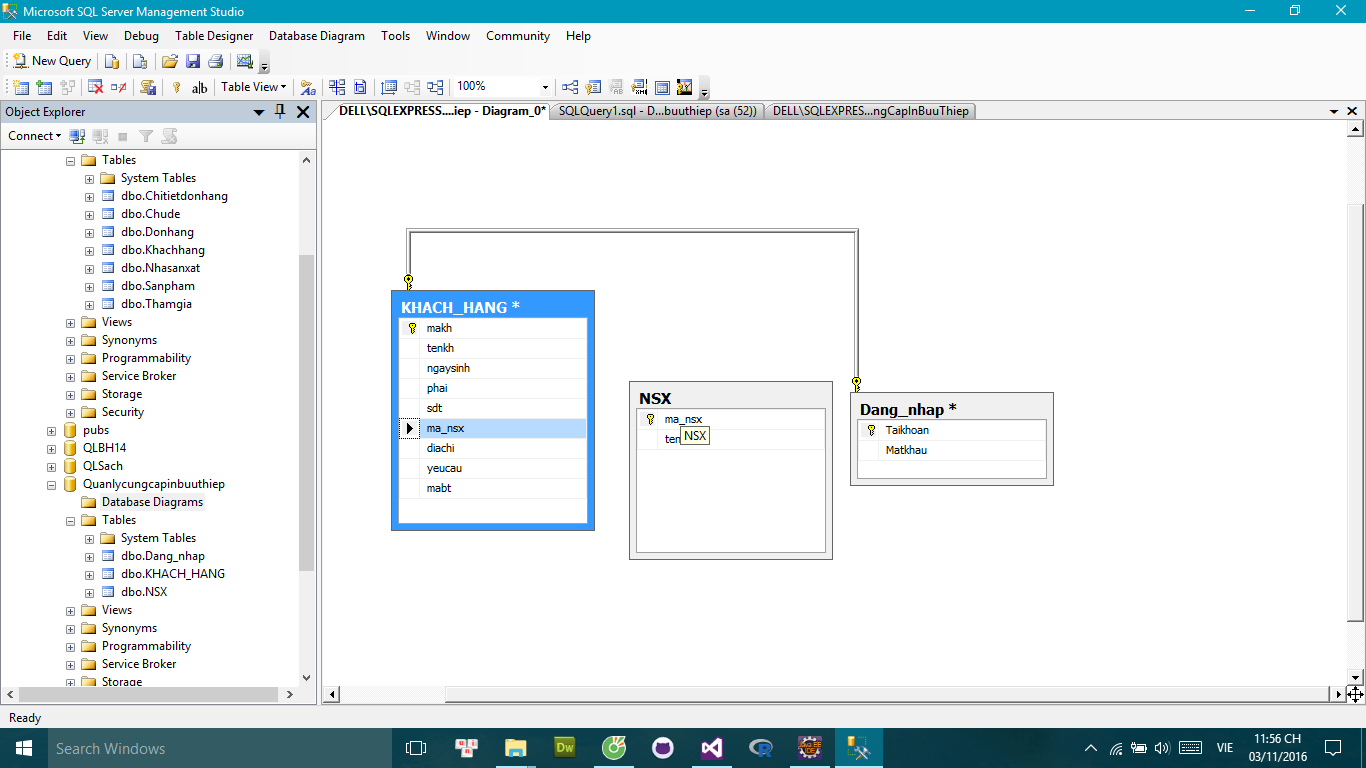 Microsoft SQL Server Management Studio
File Edit View Debug Table Designer Database Diagram Tools Window Community Help
New Query
ab Table View 100%
Object Explorer
DELL\SQLEXPRESS....iep - Diagram_0* SQLQuery1.sql - D...buuthiep (sa (52)) DELL\SQLEXPRES...ngCapInBuuThiep
Connect
Tables
System Tables
dbo.Chitietdonhang
dbo.Chude
dbo.Donhang
dbo.Khachhang
dbo.Nhasanxat
dbo.Sanpham
dbo.Thamgia
Views
Synonyms
Programmability
Service Broker
Storage
Security
pubs
QLBH14
QLSach
Quanlycungcapinbuuthiep
Database Diagrams
Tables
System Tables
dbo.Dang_nhap
dbo.KHACH_HANG
dbo.NSX
Views
Synonyms
Programmability
Service Broker
Storage
KHACH_HANG *
makh
tenkh
ngaysinh
phai
sdt
ma_nsx
diachi
yeucau
mabt
NSX
ma_nsx
NSX
Dang_nhap *
Taikhoan
Matkhau
Ready
Search Windows
Dw
R
VIE
11:56 CH
03/11/2016